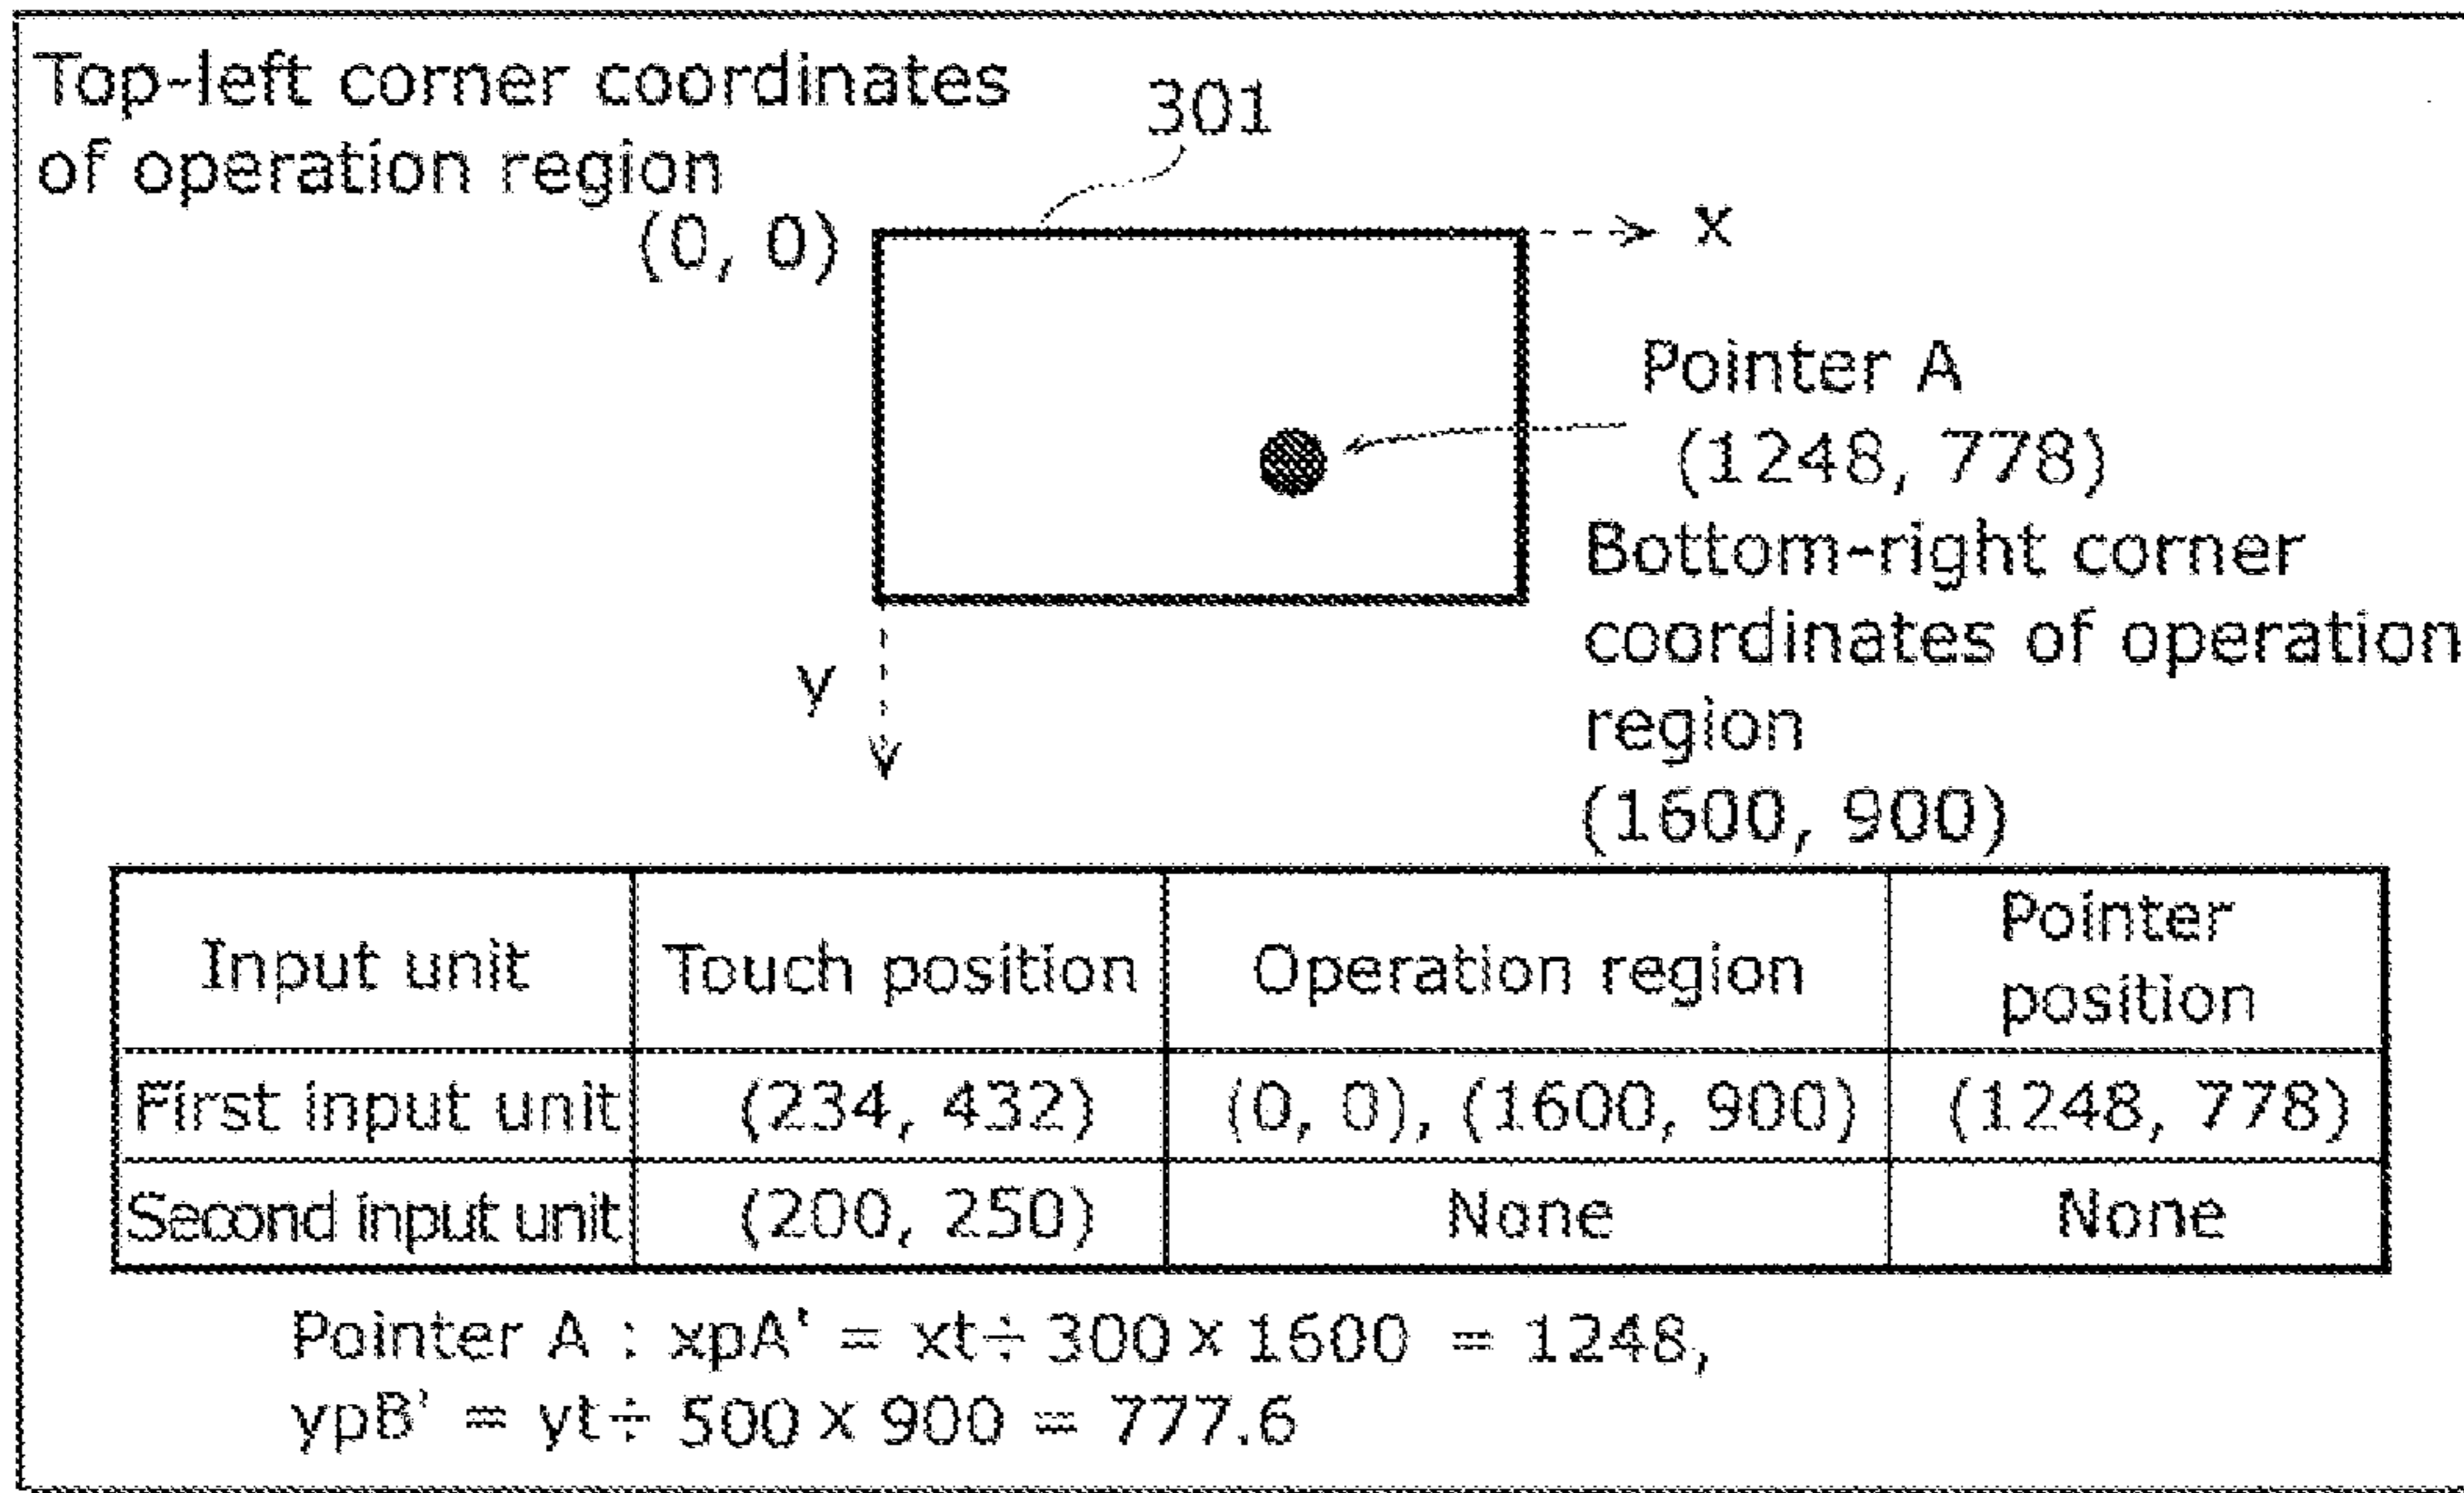 Top-left corner coordinates
of operation region
301
(0, 0)
x
Pointer A
(1248, 778)
Bottom-right corner
coordinates of operation
region
(1600, 900)
y
Input unit Touch position Operation region Pointer position
First input unit (234, 432) (0, 0), (1600, 900) (1248, 778)
Second input unit (200, 250) None None
Pointer A : xpA' = xt÷ 300 x 1600 = 1248,
ypB' = yt÷ 500 x 900 = 777.6